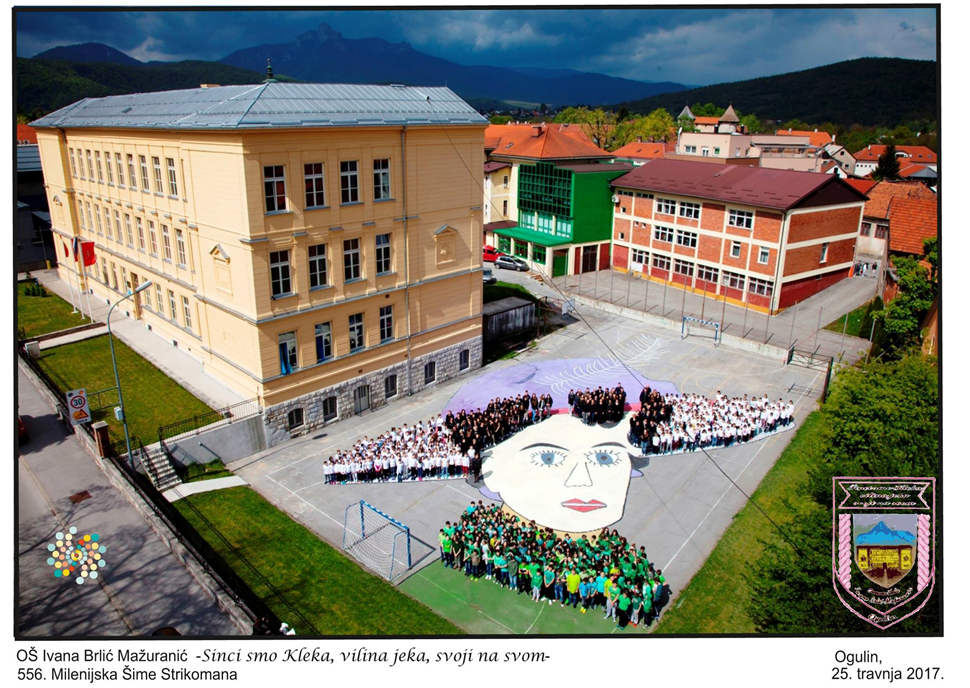 30
OŠ Ivana Brlić Mažuranić -Sinci smo Kleka, vilina jeka, svoji na svom-
556. Milenijska Šime Strikomana
Ogulin,
25. travnja 2017.